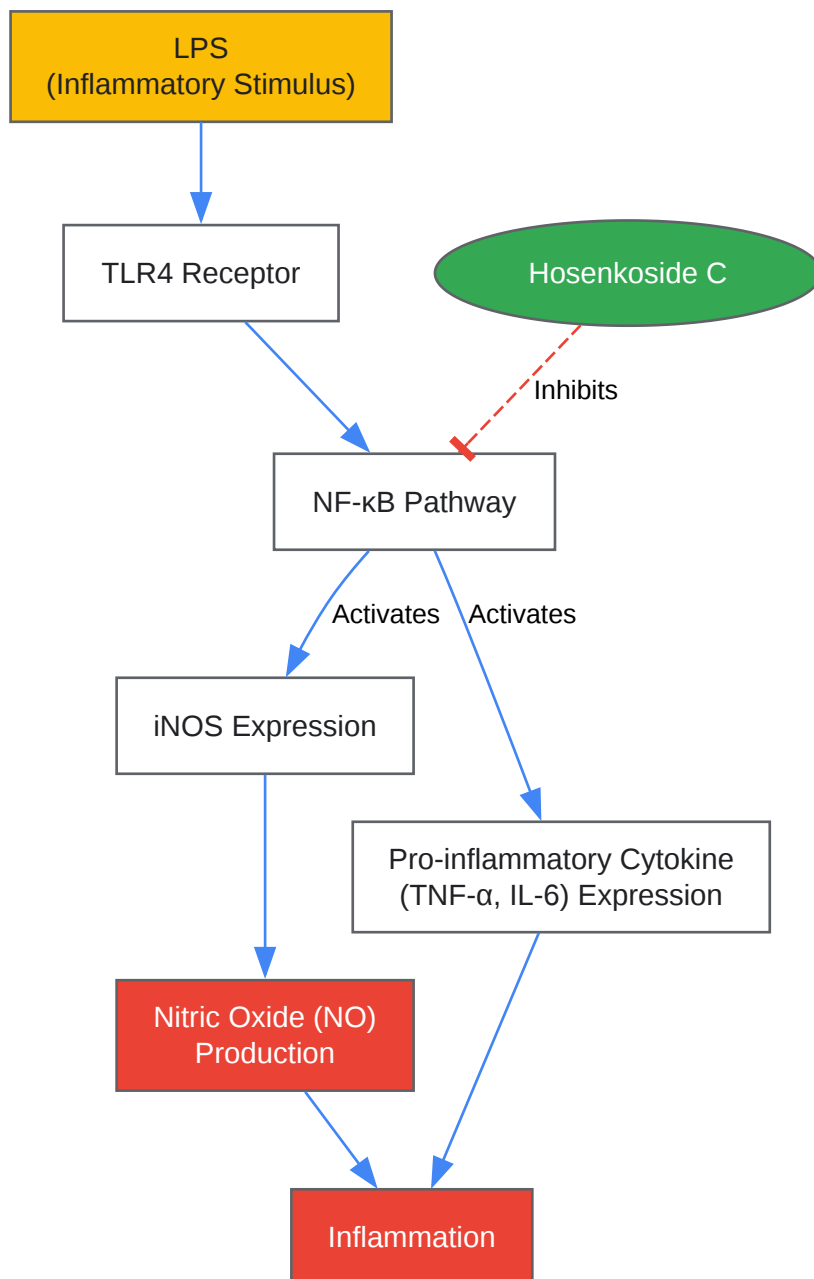 LPS
(Inflammatory Stimulus)
TLR4 Receptor
Hosenkoside C
Inhibits
NF-κB Pathway
Activates
Activates
iNOS Expression
Pro-inflammatory Cytokine
(TNF-α, IL-6) Expression
Nitric Oxide (NO)
Production
Inflammation